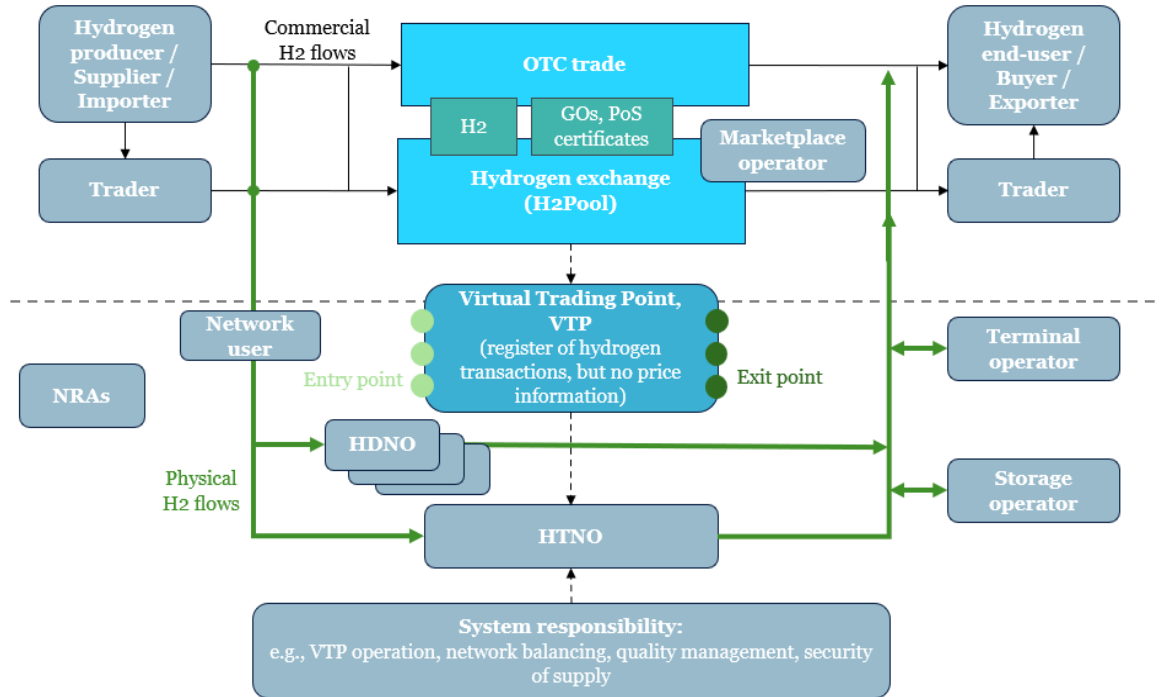 Hydrogen
producer /
Supplier /
Importer
Commercial
H2 flows
OTC trade
Hydrogen
end-user /
Buyer /
Exporter
H2
GOs, PoS
certificates
Marketplace
operator
Trader
Hydrogen exchange
(H2Pool)
Trader
Virtual Trading Point,
VTP
(register of hydrogen
transactions, but no price
information)
Network
user
Entry point
Exit point
Terminal
operator
NRAs
HDNO
Physical
H2 flows
Storage
operator
HTNO
System responsibility:
e.g., VTP operation, network balancing, quality management, security
of supply